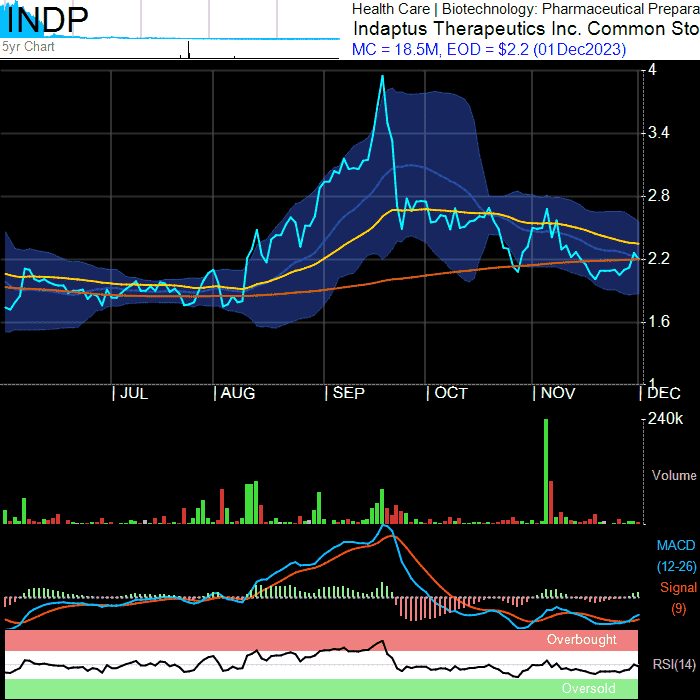 INDP
5yr Chart
Health Care | Biotechnology: Pharmaceutical Prepara
Indaptus Therapeutics Inc. Common Sto
MC = 18.5M, EOD = $2.2 (01Dec2023)
4
3.4
2.8
2.2
1.6
1
| JUL | AUG | SEP | OCT | NOV | DEC
240k
Volume
MACD
(12-26)
Signal
(9)
Overbought
RSI(14)
Oversold